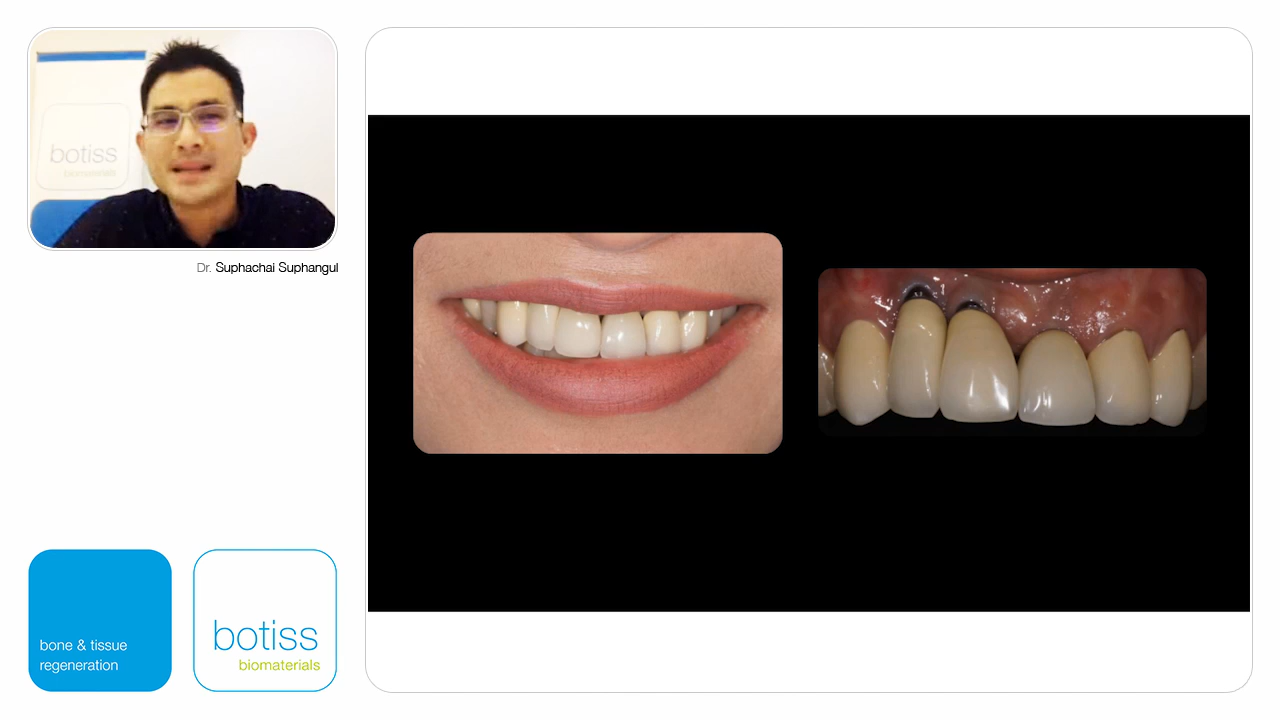 botiss
biomaterials
Dr. Suphachai Suphangul
bone & tissue
regeneration
botiss
biomaterials